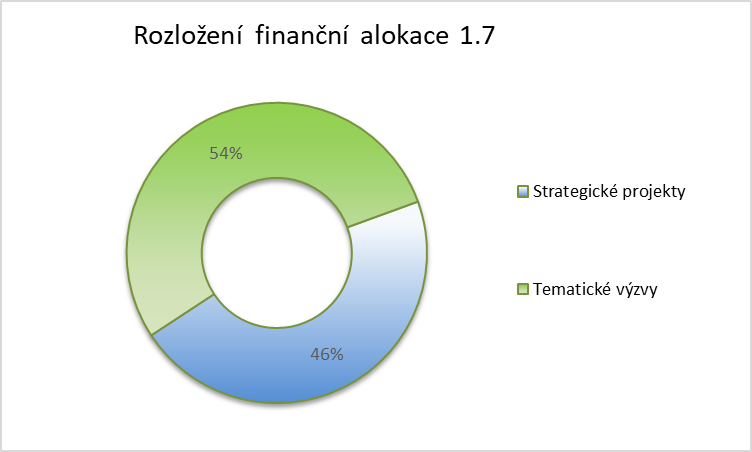 Rozložení finanční alokace 1.7
54%
Strategické projekty
Tematické výzvy
46%